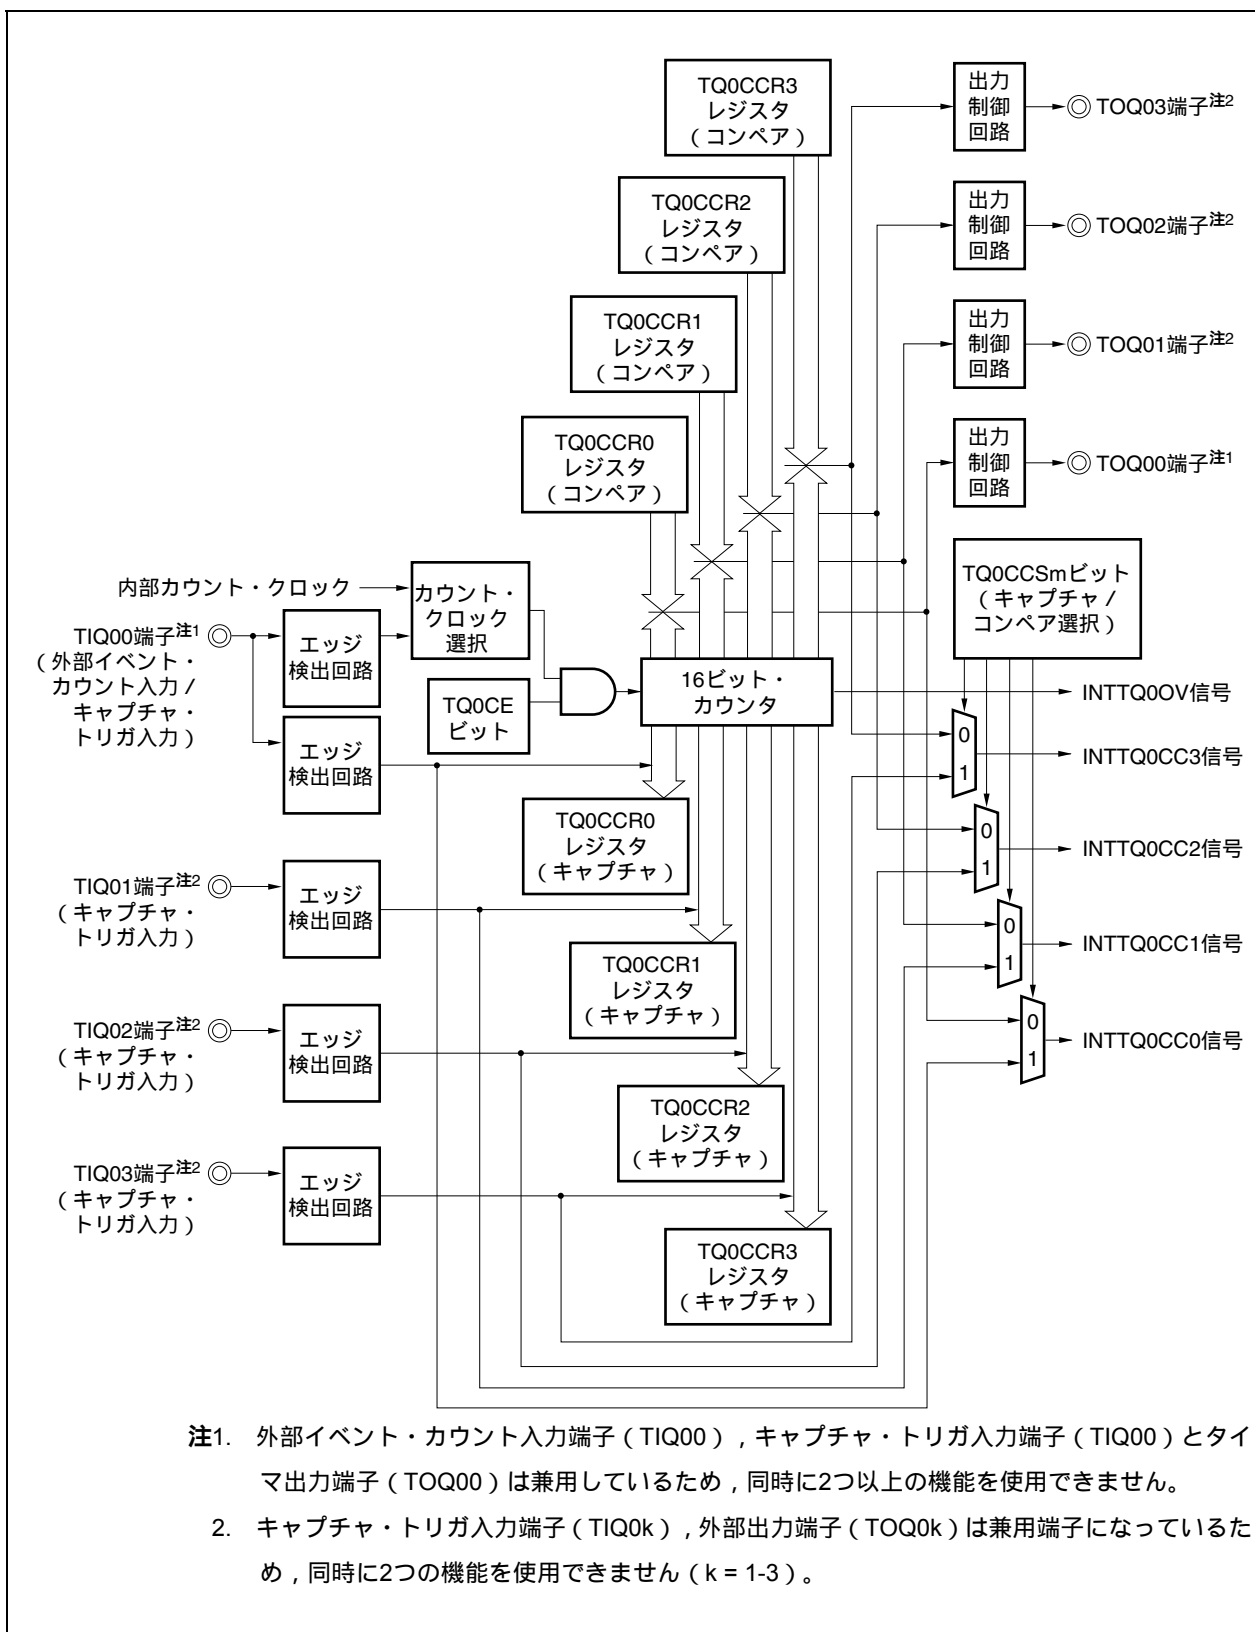 TQ0CCR3
レジスタ
（コンペア）
出力
制御
回路
TOQ03端子注2
TQ0CCR2
レジスタ
（コンペア）
出力
制御
回路
TOQ02端子注2
TQ0CCR1
レジスタ
（コンペア）
出力
制御
回路
TOQ01端子注2
TQ0CCR0
レジスタ
（コンペア）
出力
制御
回路
TOQ00端子注1
内部カウント・クロック
カウント・
クロック
選択
TQ0CCSmビット
（キャプチャ/
コンペア選択）
TIQ00端子注1
（外部イベント・
カウント入力/
キャプチャ・
トリガ入力）
エッジ
検出回路
TQ0CE
ビット
16ビット・
カウンタ
INTTQ0OV信号
エッジ
検出回路
0
1
INTTQ0CC3信号
TQ0CCR0
レジスタ
（キャプチャ）
0
1
INTTQ0CC2信号
TIQ01端子注2
（キャプチャ・
トリガ入力）
エッジ
検出回路
TQ0CCR1
レジスタ
（キャプチャ）
0
1
INTTQ0CC1信号
TIQ02端子注2
（キャプチャ・
トリガ入力）
エッジ
検出回路
0
1
INTTQ0CC0信号
TQ0CCR2
レジスタ
（キャプチャ）
TIQ03端子注2
（キャプチャ・
トリガ入力）
エッジ
検出回路
TQ0CCR3
レジスタ
（キャプチャ）
注1. 外部イベント・カウント入力端子（TIQ00），キャプチャ・トリガ入力端子（TIQ00）とタイ
マ出力端子（TOQ00）は兼用しているため，同時に2つ以上の機能を使用できません。
2. キャプチャ・トリガ入力端子（TIQ0k），外部出力端子（TOQ0k）は兼用端子になっているた
め，同時に2つの機能を使用できません（k = 1-3）。